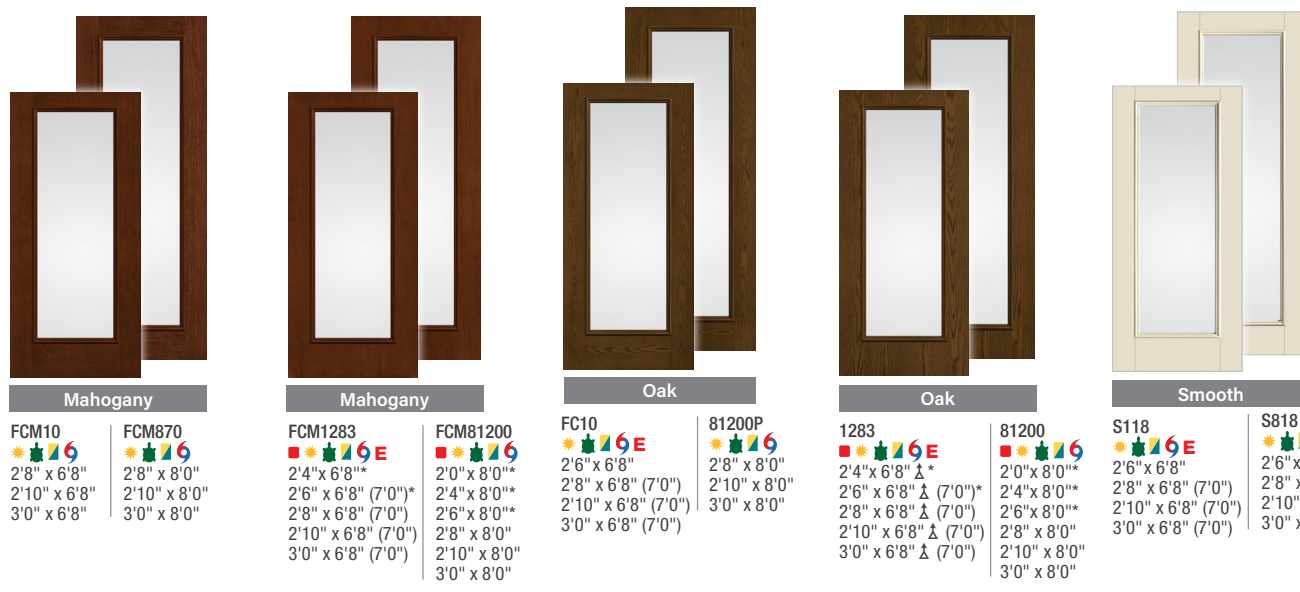 Mahogany
FCM10
2'8" x 6'8"
2'10" x 6'8"
3'0" x 6'8"
FCM870
2'8" x 8'0"
2'10" x 8'0"
3'0" x 8'0"
Mahogany
FCM1283
E
2'4"x 6'8"*
2'6" x 6'8" (7'0")*
2'8" x 6'8" (7'0")
2'10" x 6'8" (7'0")
3'0" x 6'8" (7'0")
FCM81200
2'0"x 8'0"*
2'4"x 8'0"*
2'6"x 8'0"*
2'8" x 8'0"
2'10" x 8'0"
3'0" x 8'0"
Oak
FC10
E
2'6"x 6'8"
2'8" x 6'8" (7'0")
2'10" x 6'8" (7'0")
3'0" x 6'8" (7'0")
81200P
2'8" x 8'0"
2'10" x 8'0"
3'0" x 8'0"
Oak
1283
E
2'4"x 6'8" *
2'6" x 6'8" (7'0")*
2'8" x 6'8" (7'0")
2'10" x 6'8" (7'0")
3'0" x 6'8" (7'0")
81200
2'0"x 8'0"*
2'4"x 8'0"*
2'6"x 8'0"*
2'8" x 8'0"
2'10" x 8'0"
3'0" x 8'0"
Smooth
S118
E
2'6"x 6'8"
2'8" x 6'8" (7'0")
2'10" x 6'8" (7'0")
3'0" x 6'8" (7'0")
S818
2'6"x
2'8" x
2'10"
3'0" x